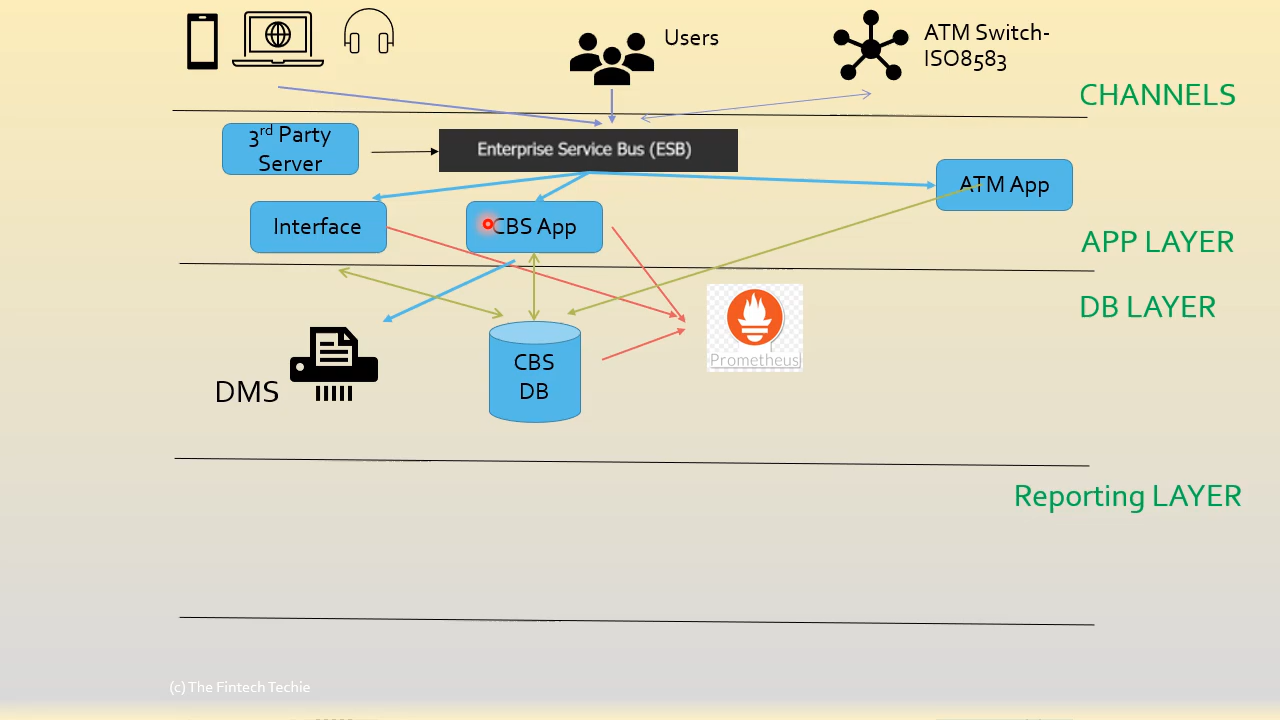 Users
ATM Switch-
ISO8583
CHANNELS
3rd Party
Server
Enterprise Service Bus (ESB)
ATM App
Interface
CBS App
APP LAYER
DB LAYER
Prometheus
CBS
DB
DMS
Reporting LAYER
(c) The Fintech Techie